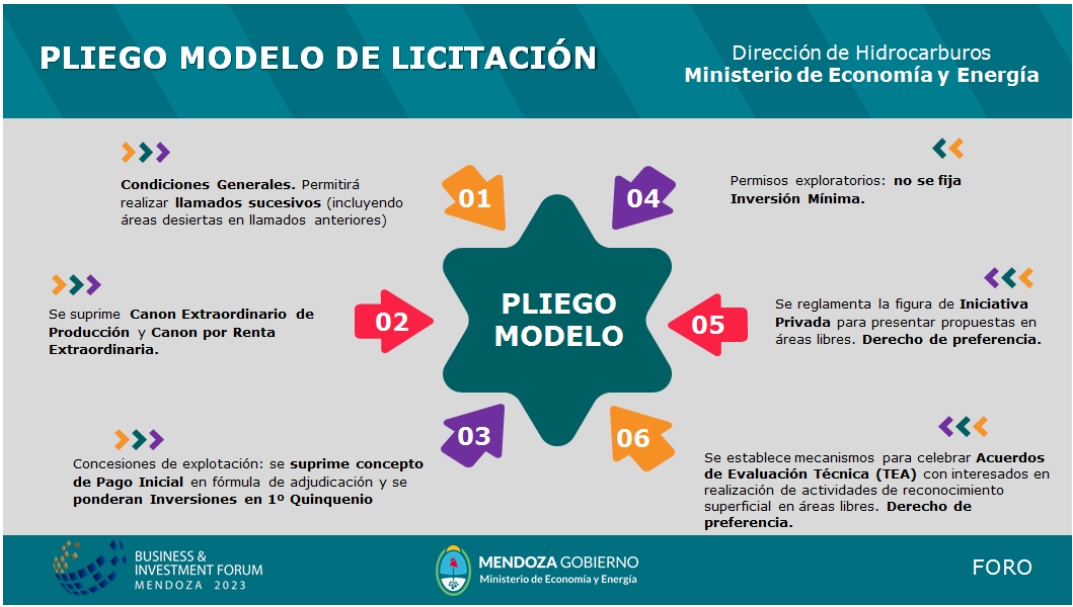 PLIEGO MODELO DE LICITACIÓN
Dirección de Hidrocarburos
Ministerio de Economía y Energía
01
Condiciones Generales. Permitirá
realizar llamados sucesivos (incluyendo
áreas desiertas en llamados anteriores)
02
Se suprime Canon Extraordinario de
Producción y Canon por Renta
Extraordinaria.
03
Concesiones de explotación: se suprime concepto
de Pago Inicial en fórmula de adjudicación y se
ponderan Inversiones en 1º Quinquenio
PLIEGO
MODELO
04
Permisos exploratorios: no se fija
Inversión Mínima.
05
Se reglamenta la figura de Iniciativa
Privada para presentar propuestas en
áreas libres. Derecho de preferencia.
06
Se establece mecanismos para celebrar Acuerdos
de Evaluación Técnica (TEA) con interesados en
realización de actividades de reconocimiento
superficial en áreas libres. Derecho de
preferencia.
BUSINESS &
INVESTMENT FORUM
MENDOZA 2023
MENDOZA GOBIERNO
Ministerio de Economía y Energía
FORO